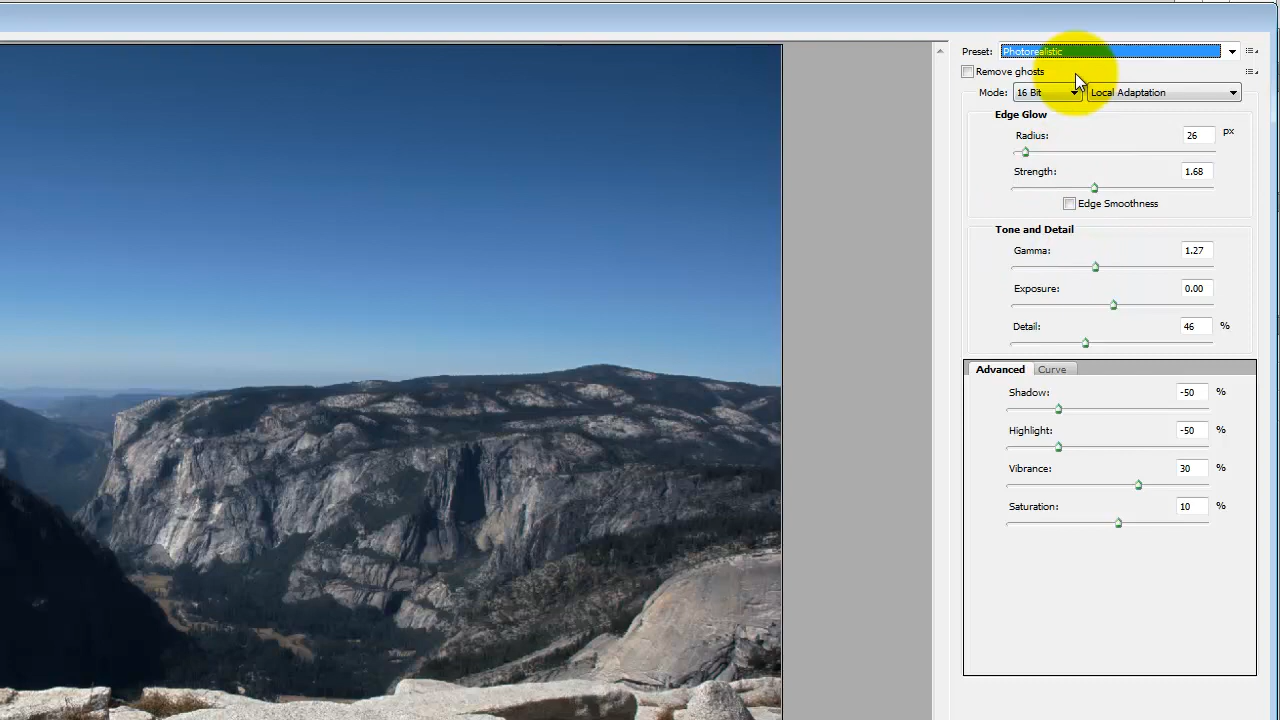 Preset: Photorealistic
Remove ghosts
Mode: 16 Bit Local Adaptation
Edge Glow
Radius: 26 px
Strength: 1.68
Edge Smoothness
Tone and Detail
Gamma: 1.27
Exposure: 0.00
Detail: 46 %
Advanced Curve
Shadow: -50 %
Highlight: -50 %
Vibrance: 30 %
Saturation: 10 %